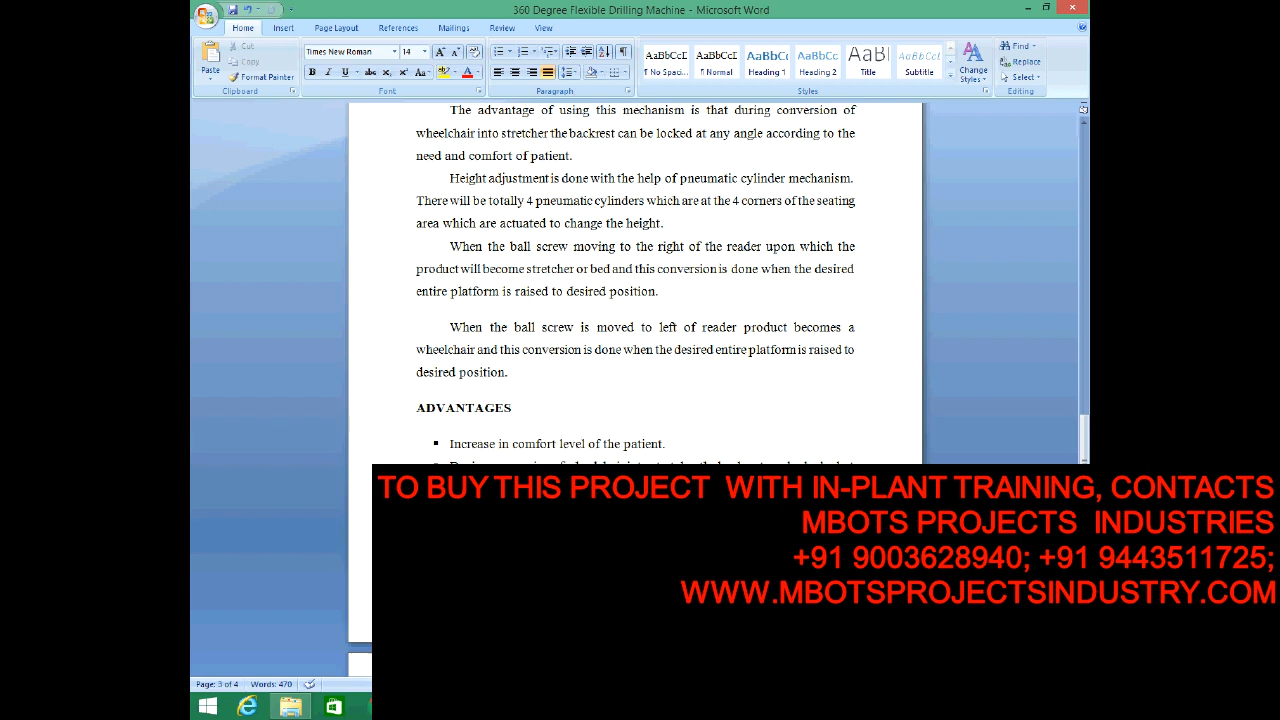 360 Degree Flexible Drilling Machine - Microsoft Word
Home Insert Page Layout References Mailings Review View
Paste
Cut
Copy
Format Painter
Clipboard
Times New Roman 14
Font
Paragraph
AaBbCcL AaBbCcD AaBbCc AaBbCc AaBl AaBbCcL
¶ No Spaci... ¶ Normal Heading 1 Heading 2 Title Subtitle
Change Styles
Styles
Find
Replace
Select
Editing
The advantage of using this mechanism is that during conversion of
wheelchair into stretcher the backrest can be locked at any angle according to the
need and comfort of patient.
Height adjustment is done with the help of pneumatic cylinder mechanism.
There will be totally 4 pneumatic cylinders which are at the 4 corners of the seating
area which are actuated to change the height.
When the ball screw moving to the right of the reader upon which the
product will become stretcher or bed and this conversion is done when the desired
entire platform is raised to desired position.
When the ball screw is moved to left of reader product becomes a
wheelchair and this conversion is done when the desired entire platform is raised to
desired position.
ADVANTAGES
▪ Increase in comfort level of the patient.
TO BUY THIS PROJECT WITH IN-PLANT TRAINING, CONTACTS
MBOTS PROJECTS INDUSTRIES
+91 9003628940; +91 9443511725;
WWW.MBOTSPROJECTSINDUSTRY.COM
Page: 3 of 4 Words: 470